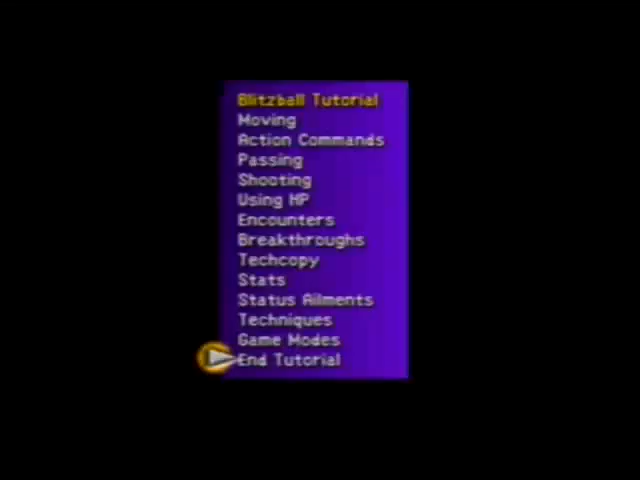 Blitzball Tutorial
Moving
Action Commands
Passing
Shooting
Using HP
Encounters
Breakthroughs
Techcopy
Stats
Status Ailments
Techniques
Game Modes
End Tutorial